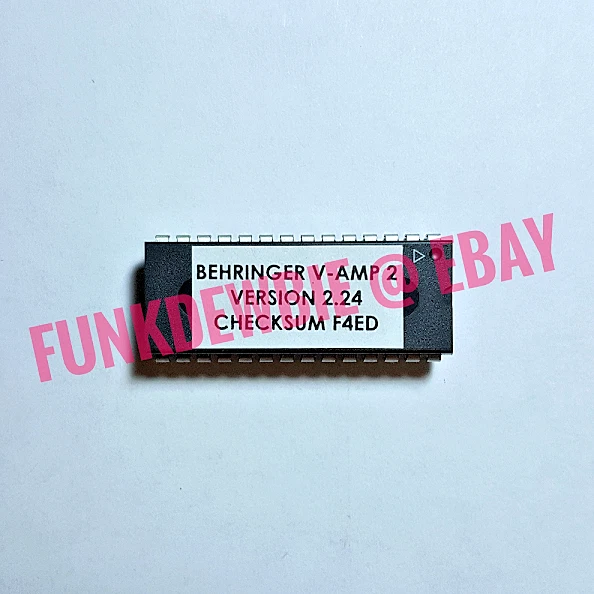 BEHRINGER V-AMP 2
VERSION 2.24
CHECKSUM F4ED
FUNKDEWBIE @ EBAY